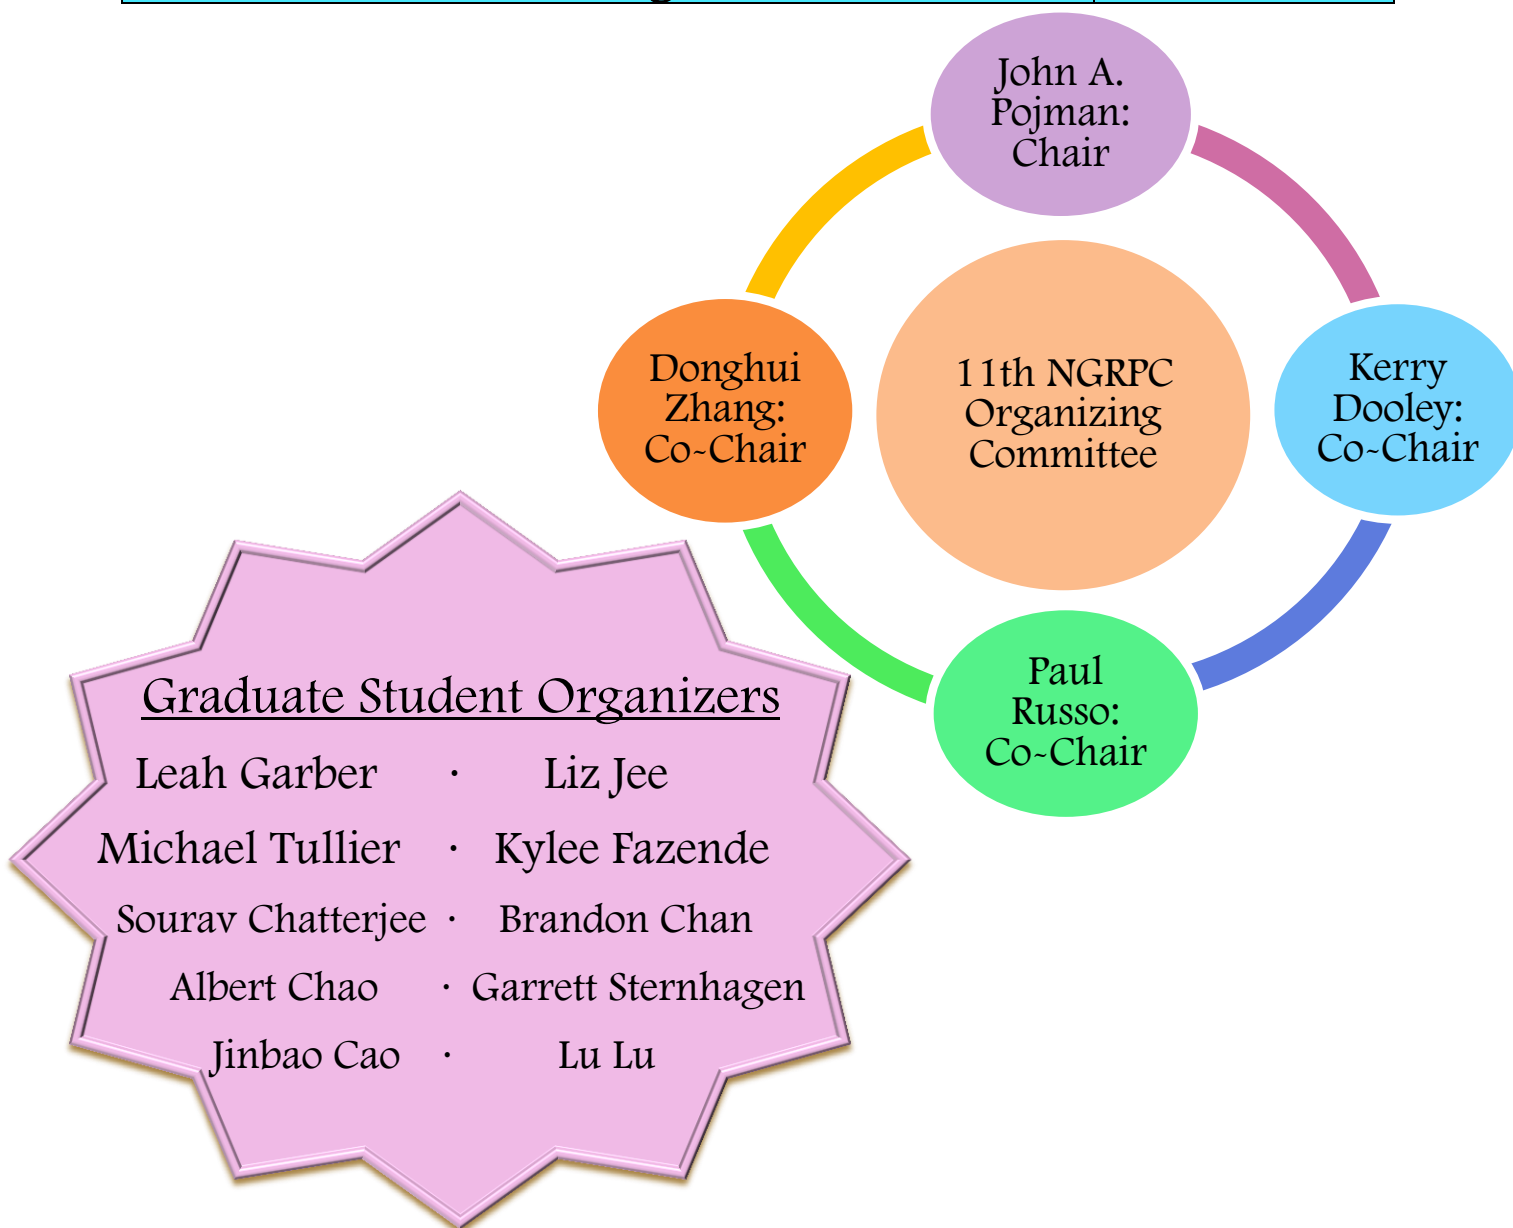 John A.
Pojman:
Chair
Donghui
Zhang:
Co-Chair
11th NGRPC
Organizing
Committee
Kerry
Dooley:
Co-Chair
Paul
Russo:
Co-Chair
Graduate Student Organizers
Leah Garber · Liz Jee
Michael Tullier · Kylee Fazende
Sourav Chatterjee · Brandon Chan
Albert Chao · Garrett Sternhagen
Jinbao Cao · Lu Lu